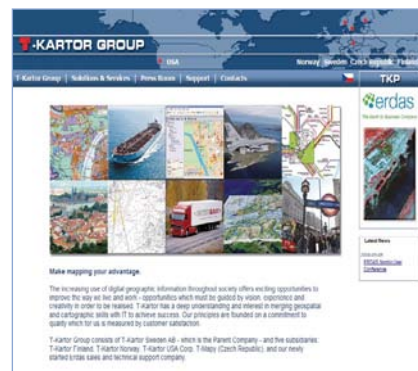 T-KARTOR GROUP
USA
Norway Sweden Czech Republic Finland
T-Kartor Group | Solutions & Services | Press Room | Support | Contacts
TKP
erdas
Make mapping your advantage.
The increasing use of digital geographic information throughout society offers exciting opportunities to
improve the way we live and work - opportunities which must be guided by vision, experience and
creativity in order to be realised. T-Kartor has a deep understanding and interest in merging geospatial
and cartographic skills with IT to achieve success. Our principles are founded on a commitment to
quality which for us is measured by customer satisfaction.
T-Kartor Group consists of T-Kartor Sweden AB - which is the Parent Company - and five subsidiaries:
T-Kartor Finland, T-Kartor Norway, T-Kartor USA Corp, T-Mapy (Czech Republic), and our newly
started Erdas sales and technical support company.
Latest News
Conference